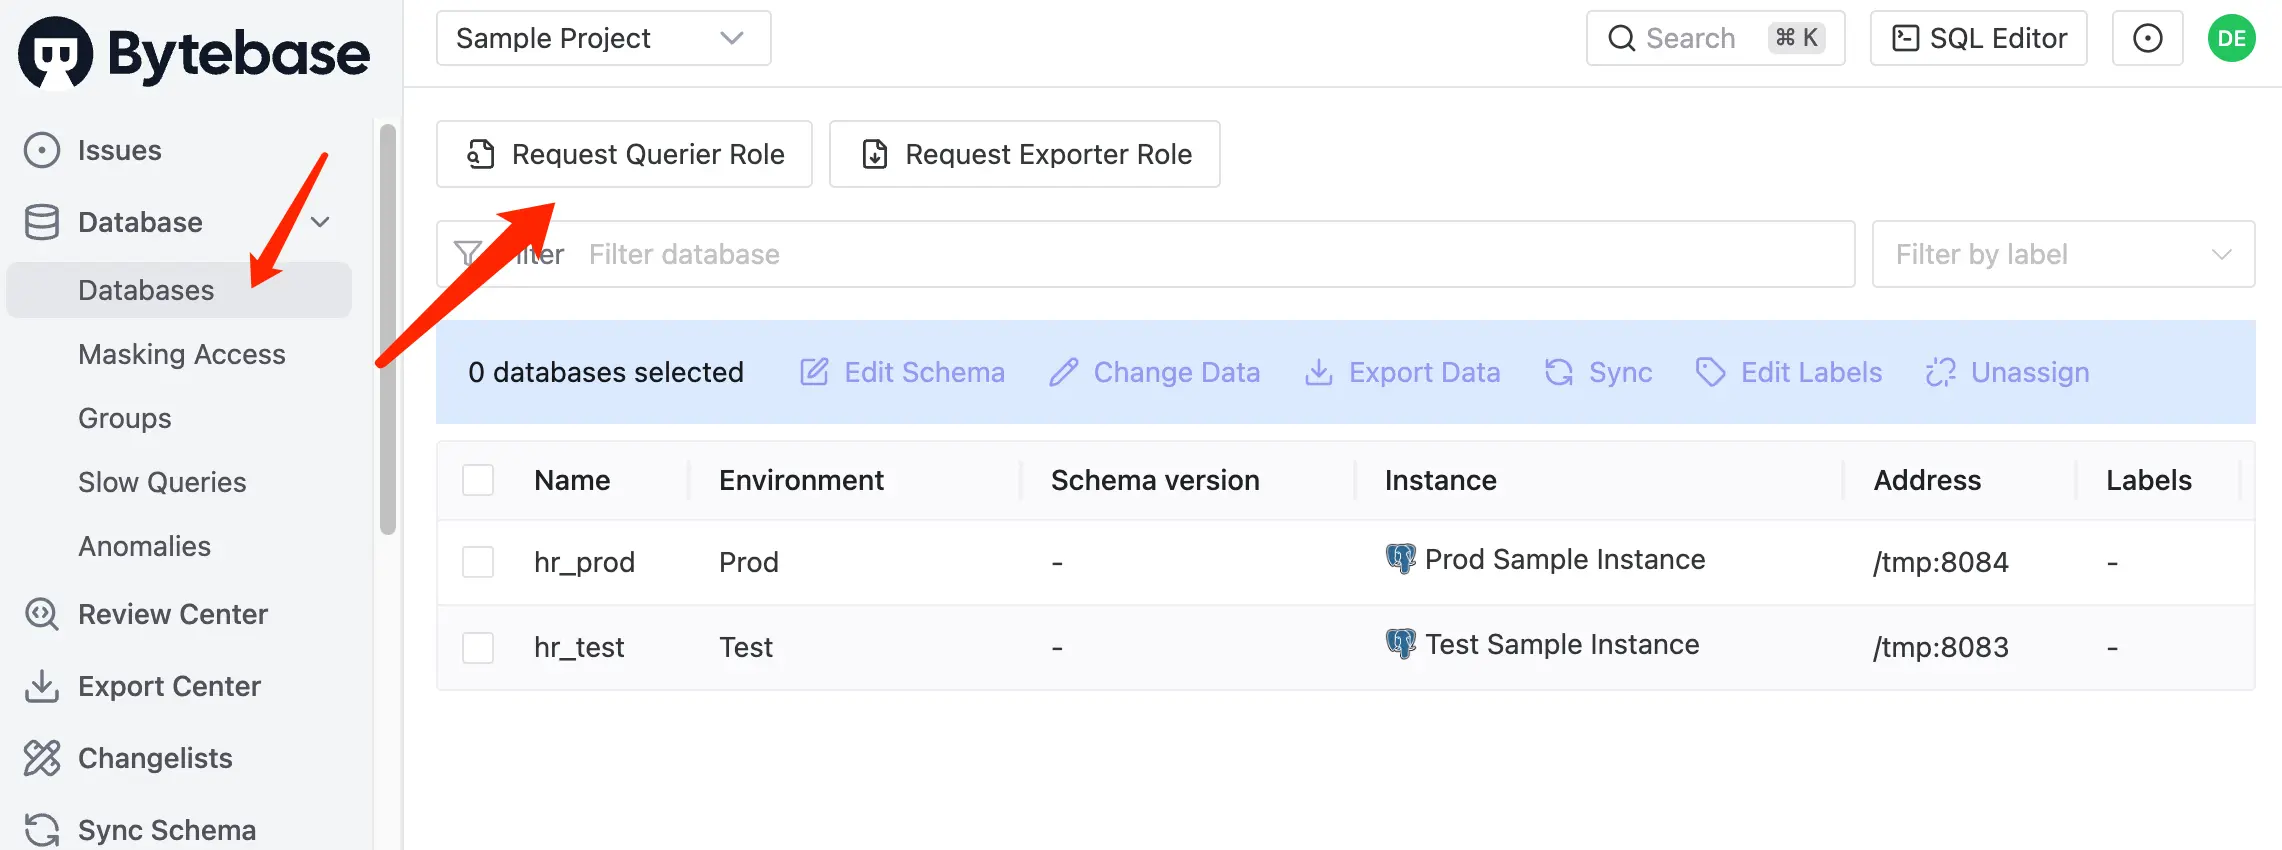 Bytebase
Sample Project
Search ⌘ K
SQL Editor
DE
Issues
Database
Databases
Masking Access
Groups
Slow Queries
Anomalies
Review Center
Export Center
Changelists
Sync Schema
Request Querier Role
Request Exporter Role
Filter database
Filter by label
0 databases selected
Edit Schema
Change Data
Export Data
Sync
Edit Labels
Unassign
Name Environment Schema version Instance Address Labels
hr_prod Prod - Prod Sample Instance /tmp:8084 -
hr_test Test - Test Sample Instance /tmp:8083 -